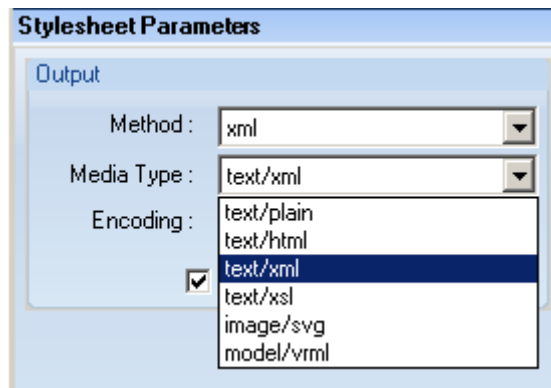 Stylesheet Parameters
Output
Method : xml
Media Type : text/xml
Encoding :
text/plain
text/html
text/xml
text/xsl
image/svg
model/vrml